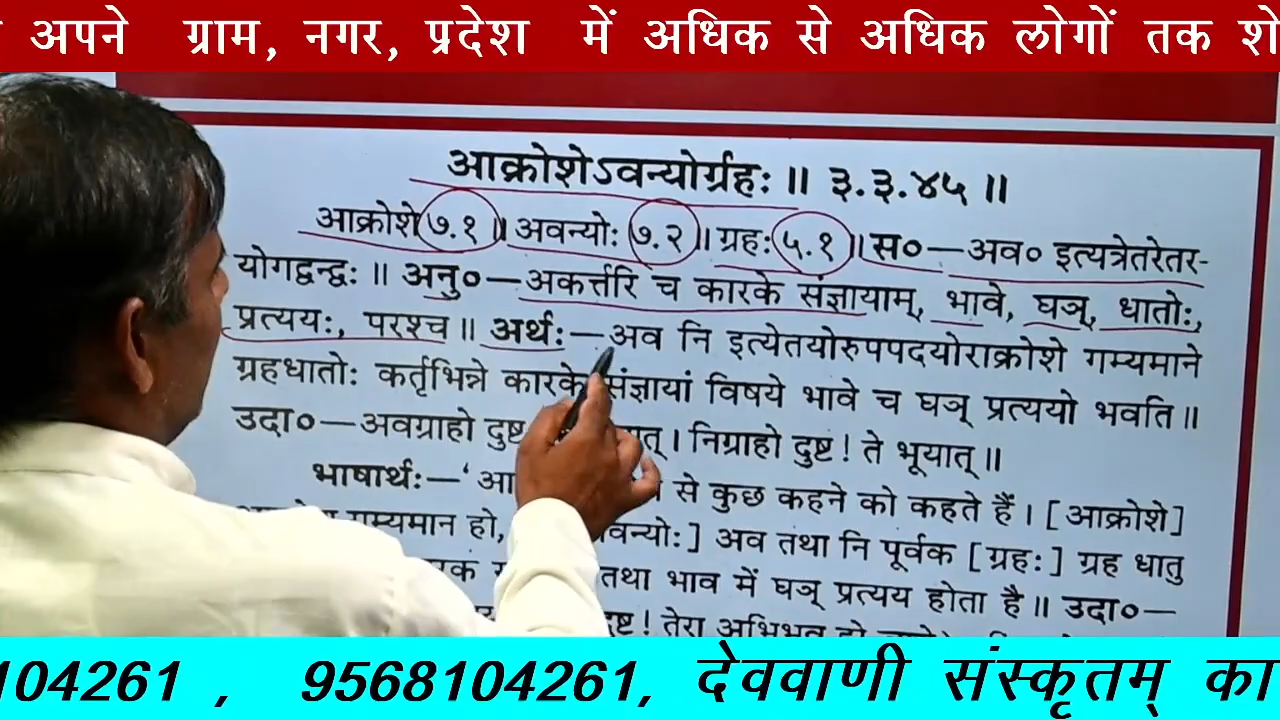 अपने ग्राम, नगर, प्रदेश में अधिक से अधिक लोगों तक
आक्रोशेऽवन्योर्ग्रहः ॥ ३.३.४५ ॥
आक्रोशे ७.१ ॥ अवन्योः ७.२ ॥ ग्रहः ५.१ ॥ स०—अव० इत्यत्रेतरेतर-
योगद्वन्द्वः ॥ अनु०—अकर्त्तरि च कारके संज्ञायाम्, भावे, घञ्, धातोः,
प्रत्ययः, परश्च ॥ अर्थः—अव नि इत्येतयोरुपपदयोराक्रोशे गम्यमाने
ग्रहधातोः कर्तृभिन्ने कारके संज्ञायां विषये भावे च घञ् प्रत्ययो भवति ॥
उदा०—अवग्राहो दुष्ट । निग्राहो दुष्ट ! ते भूयात् ॥
भाषार्थः—' से कुछ कहने को कहते हैं । [आक्रोशे]
गम्यमान हो, अव तथा नि पूर्वक [ग्रहः] ग्रह धातु
तथा भाव में घञ् प्रत्यय होता है ॥ उदा०—
तेरा अभिभव हो
104261 , 9568104261, देववाणी संस्कृतम् का